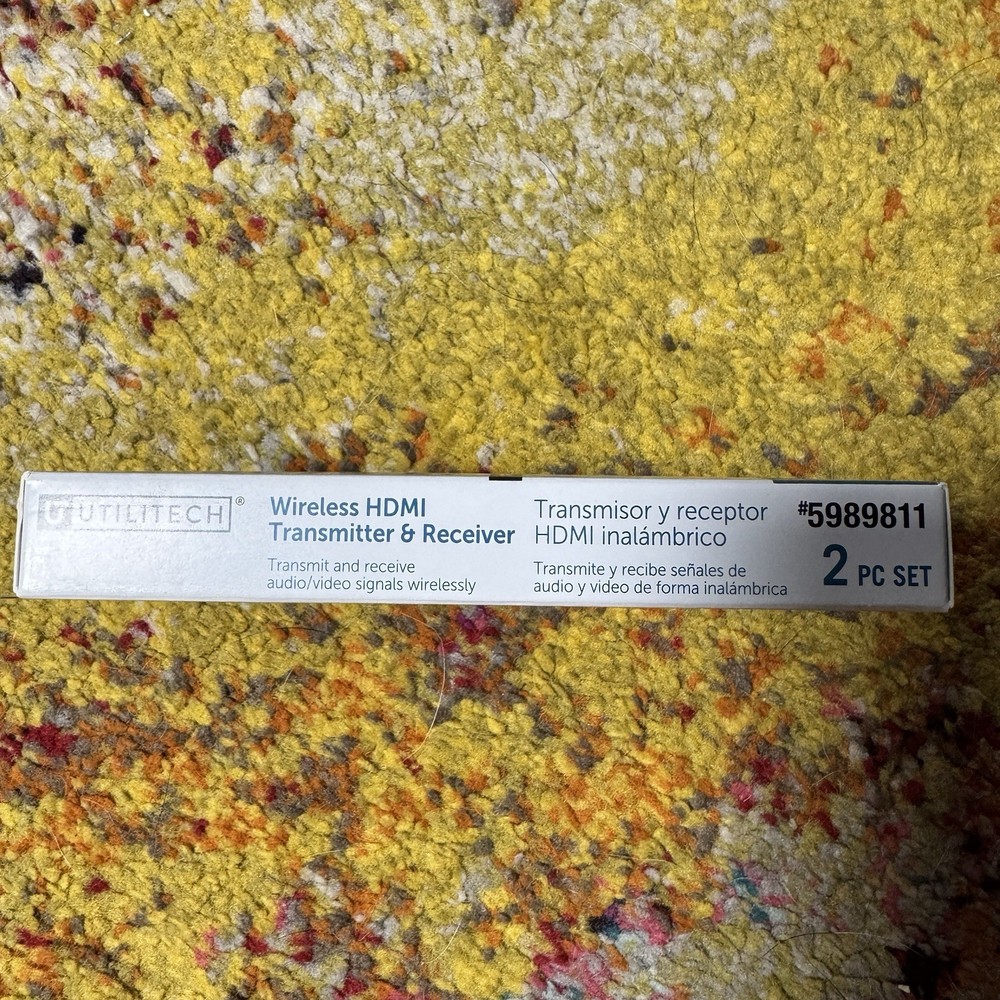 UTILITECH®
Wireless HDMI
Transmitter & Receiver
Transmit and receive
audio/video signals wirelessly
Transmisor y receptor
HDMI inalámbrico
Transmite y recibe señales de
audio y video de forma inalámbrica
#5989811
2 PC SET